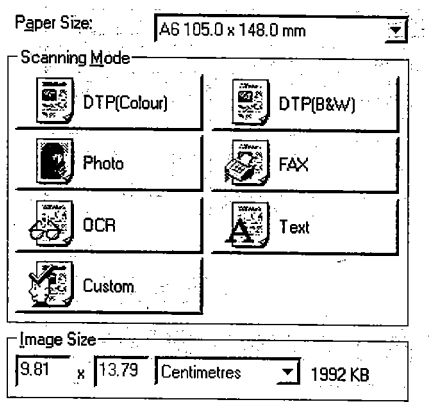 Paper Size: A6 105.0 x 148.0 mm
Scanning Mode
DTP(Colour) DTP(B&W)
Photo FAX
OCR Text
Custom
Image Size
9.81 x 13.79 Centimetres 1992 KB